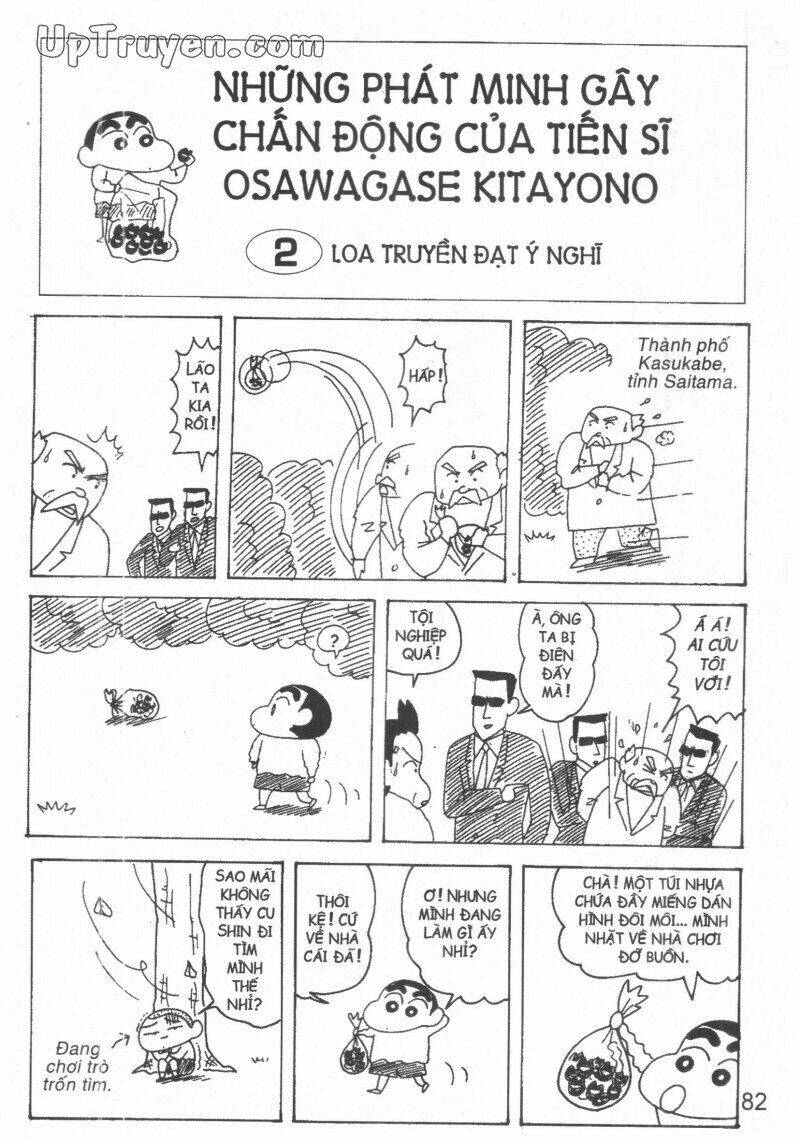 UpTruyen.com
NHỮNG PHÁT MINH GÂY
CHẤN ĐỘNG CỦA TIẾN SĨ
OSAWAGASE KITAYONO
2 LOA TRUYỀN ĐẠT Ý NGHĨ
Thành phố
Kasukabe,
tỉnh Saitama.
HẤP!
LÃO
TA
KIA
RỒI!
Á Á!
AI CỨU
TÔI
VỚI!
À, ÔNG
TA BỊ
ĐIÊN
ĐẤY
MÀ!
TỘI
NGHIỆP
QUÁ!
?
CHÀ! MỘT TÚI NHỰA
CHỨA ĐẦY MIẾNG DÁN
HÌNH ĐÔI MÔI... MÌNH
NHẶT VỀ NHÀ CHƠI
ĐỠ BUỒN.
Ơ! NHƯNG
MÌNH ĐANG
LÀM GÌ ẤY
NHỈ?
THÔI
KỆ! CỨ
VỀ NHÀ
CÁI ĐÃ!
SAO MÃI
KHÔNG
THẤY CU
SHIN ĐI
TÌM
MÌNH
THẾ
NHỈ?
Đang
chơi trò
trốn tìm.
82